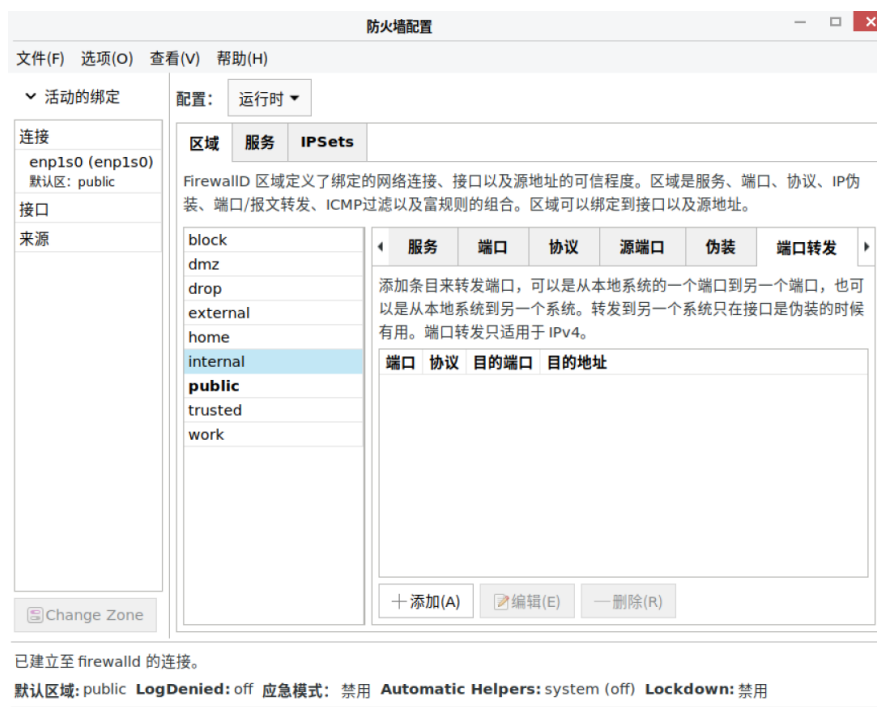 防火墙配置
文件(F) 选项(O) 查看(V) 帮助(H)
活动的绑定
连接
enp1s0 (enp1s0)
默认区：public
接口
来源
Change Zone
配置： 运行时
区域 服务 IPSets
FirewallD 区域定义了绑定的网络连接、接口以及源地址的可信程度。区域是服务、端口、协议、IP伪
装、端口/报文转发、ICMP过滤以及富规则的组合。区域可以绑定到接口以及源地址。
block
dmz
drop
external
home
internal
public
trusted
work
服务 端口 协议 源端口 伪装 端口转发
添加条目来转发端口，可以是从本地系统的一个端口到另一个端口，也可
以是从本地系统到另一个系统。转发到另一个系统只在接口是伪装的时候
有用。端口转发只适用于 IPv4。
端口 协议 目的端口 目的地址
添加(A) 编辑(E) 删除(R)
已建立至 firewalld 的连接。
默认区域: public LogDenied: off 应急模式： 禁用 Automatic Helpers: system (off) Lockdown: 禁用